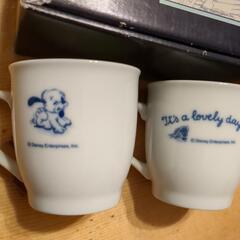 © Disney Enterprises, Inc.
It's a lovely day
© Disney Enterprises, Inc.